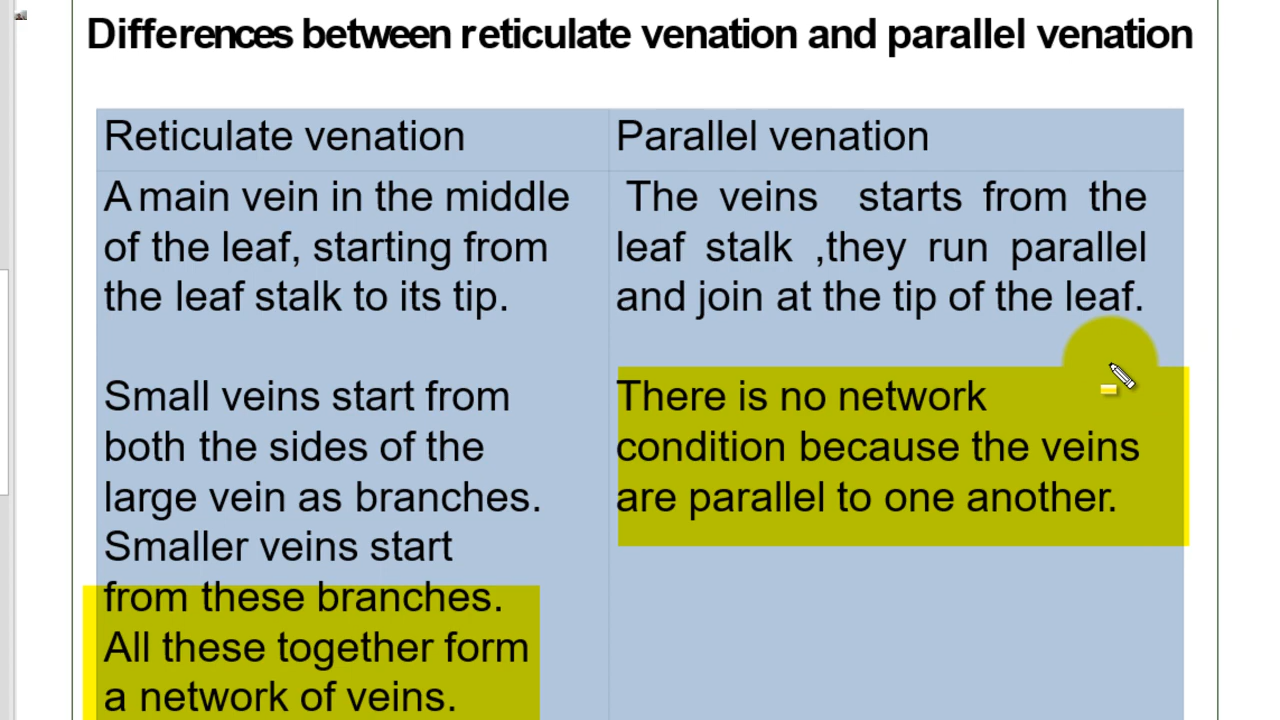 Differences between reticulate venation and parallel venation
Reticulate venation
A main vein in the middle
of the leaf, starting from
the leaf stalk to its tip.
Small veins start from
both the sides of the
large vein as branches.
Smaller veins start
from these branches.
All these together form
a network of veins.
Parallel venation
The veins starts from the
leaf stalk ,they run parallel
and join at the tip of the leaf.
There is no network
condition because the veins
are parallel to one another.